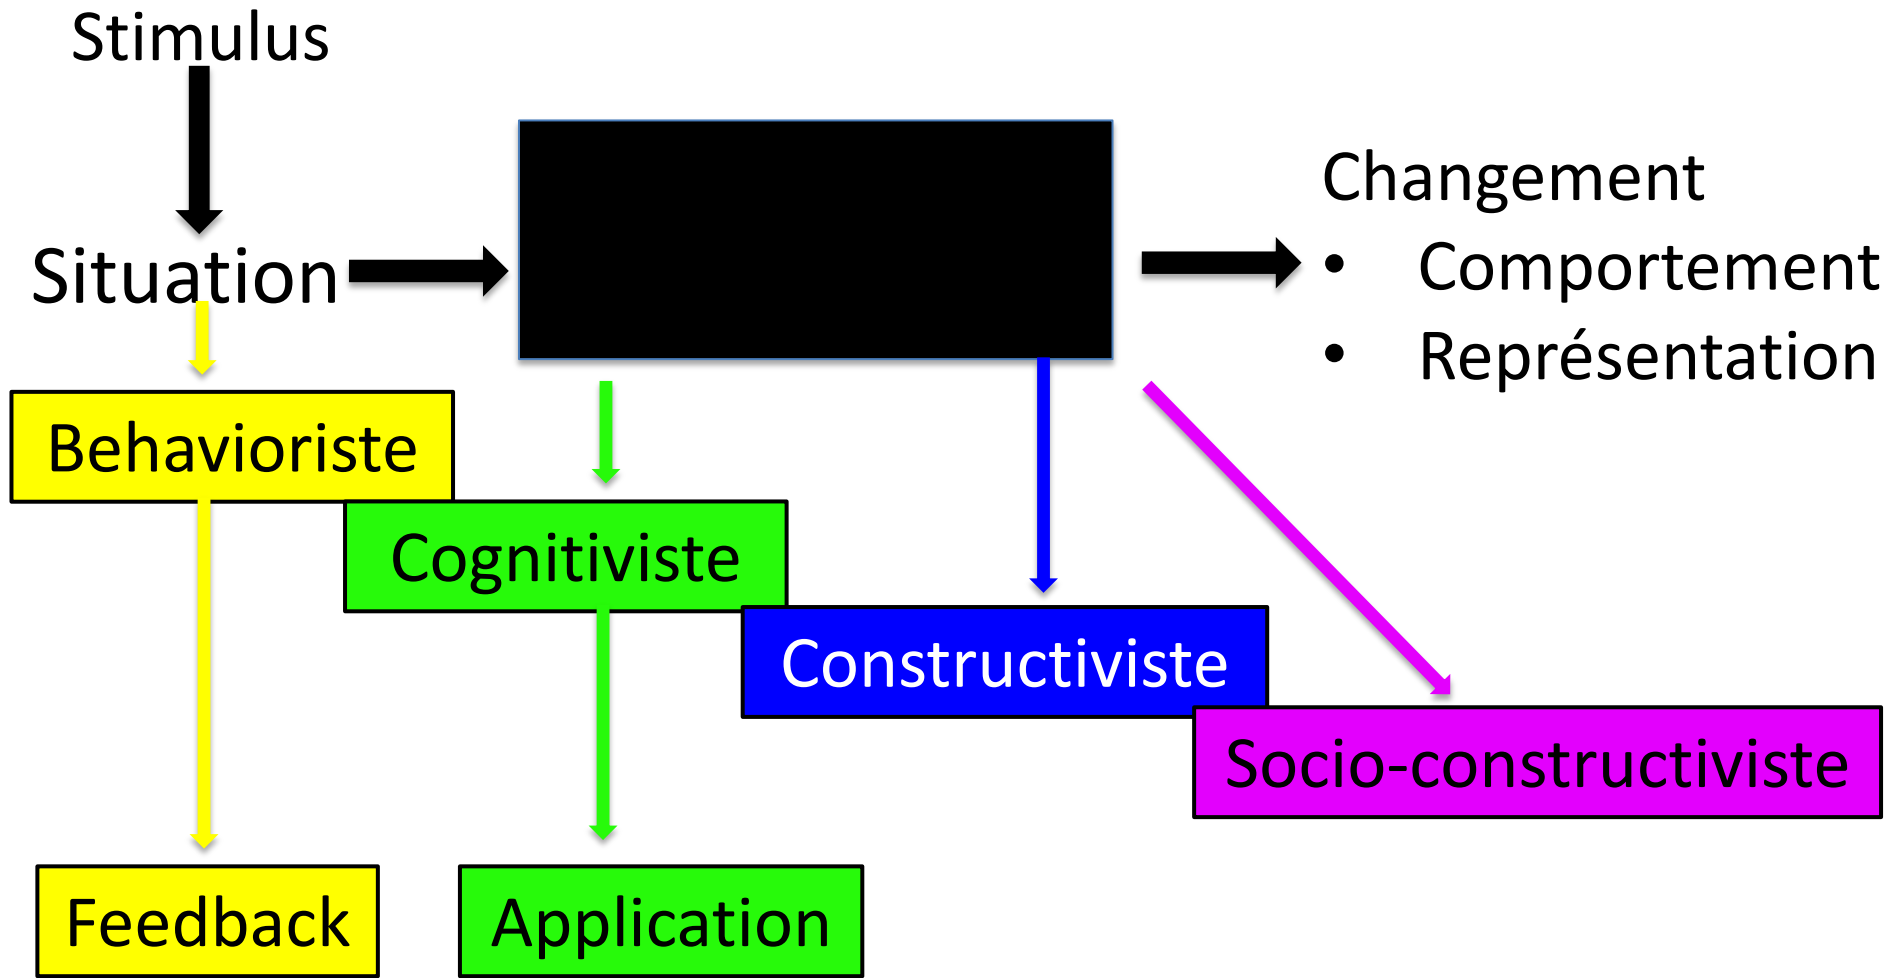 Stimulus
Situation
Changement
• Comportement
• Représentation
Behavioriste
Cognitiviste
Constructiviste
Socio-constructiviste
Feedback
Application